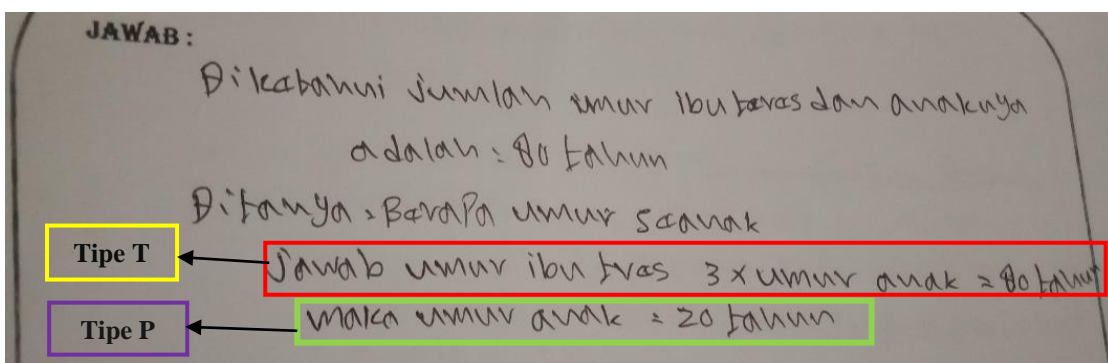 JAWAB :
Diketahui jumlah umur ibu teras dan anaknya
adalah : 80 tahun
Ditanya : Berapa umur seanak
Tipe T
Jawab umur ibu tras 3 x umur anak = 80 tahun
Tipe P
maka umur anak = 20 tahun